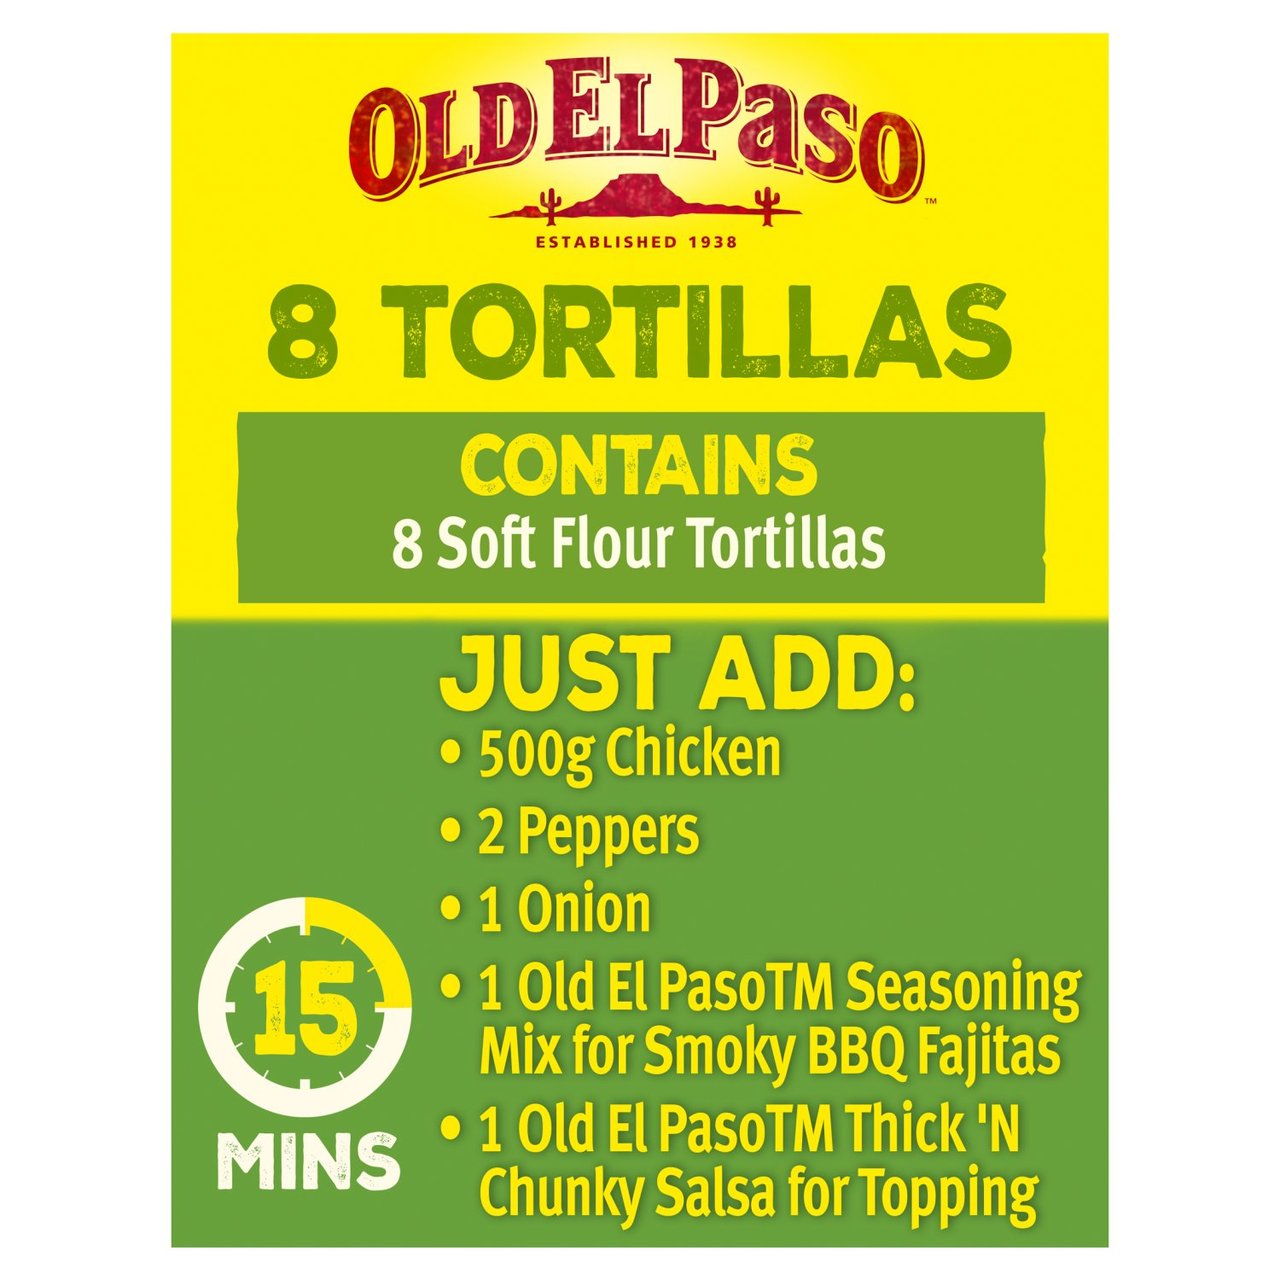 OLD EL PASO
™
ESTABLISHED 1938
8 TORTILLAS
CONTAINS
8 Soft Flour Tortillas
JUST ADD:
• 500g Chicken
• 2 Peppers
• 1 Onion
• 1 Old El PasoTM Seasoning
Mix for Smoky BBQ Fajitas
• 1 Old El PasoTM Thick 'N
Chunky Salsa for Topping
15
MINS